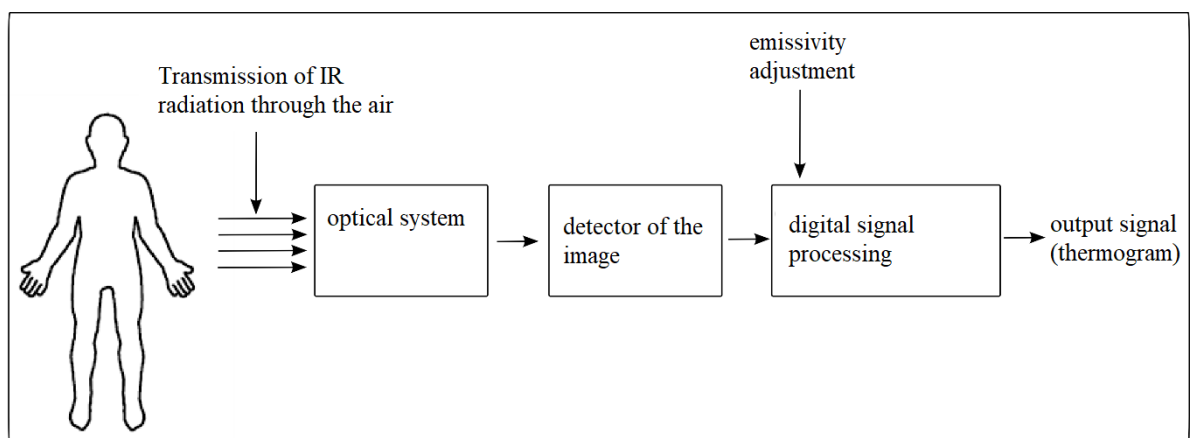 Transmission of IR
radiation through the air
emissivity
adjustment
optical system
detector of the
image
digital signal
processing
output signal
(thermogram)